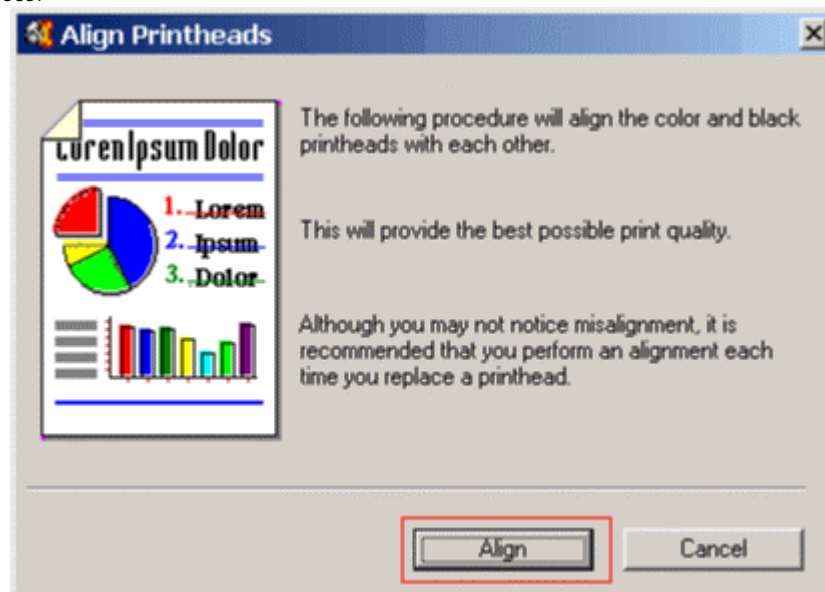 Align Printheads
Loren Ipsum Dolor
1. Lorem
2. Ipsum
3. Dolor
The following procedure will align the color and black
printheads with each other.
This will provide the best possible print quality.
Although you may not notice misalignment, it is
recommended that you perform an alignment each
time you replace a printhead.
Align
Cancel